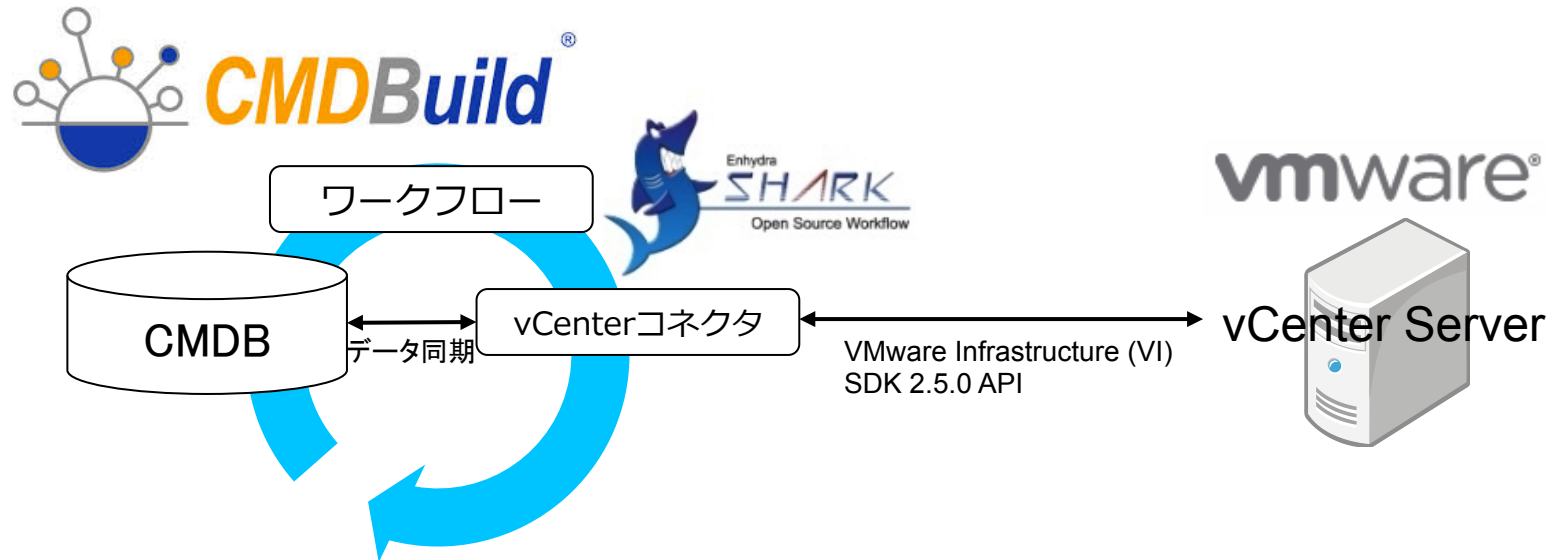 CMDBuild®
ワークフロー
Enhydra
SHARK
Open Source Workflow
vmware®
CMDB
データ同期
vCenterコネクタ
VMware Infrastructure (VI)
SDK 2.5.0 API
vCenter Server